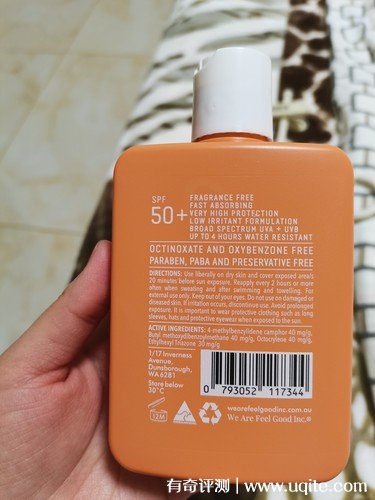 SPF
50+
FRAGRANCE FREE
FAST ABSORBING
VERY HIGH PROTECTION
LOW IRRITANT FORMULATION
BROAD SPECTRUM UVA + UVB
UP TO 4 HOURS WATER RESISTANT
OCTINOXATE AND OXYBENZONE FREE
PARABEN, PABA AND PRESERVATIVE FREE
DIRECTIONS: Use liberally on dry skin and cover exposed area/s
20 minutes before sun exposure. Reapply every 2 hours or more
often when sweating and after swimming and towelling. For
external use only. Keep out of your eyes. Do not use on damaged or
diseased skin. If irritation occurs, discontinue use. Avoid prolonged
exposure. It is important to wear protective clothing such as long
sleeves, hats and protective eyewear when exposed to the sun.
ACTIVE INGREDIENTS: 4-methylbenzylidene camphor 40 mg/g,
Butyl methoxydibenzoylmethane 40 mg/g, Octocrylene 40 mg/g,
Ethylhexyl Triazone 30 mg/g
1/17 Inverness
Avenue,
Dunsborough,
WA 6281
Store below
30°C
0 793052 117344
12M
wearefeelgoodinc.com.au
We Are Feel Good Inc.®
有奇评测 | www.uqite.com